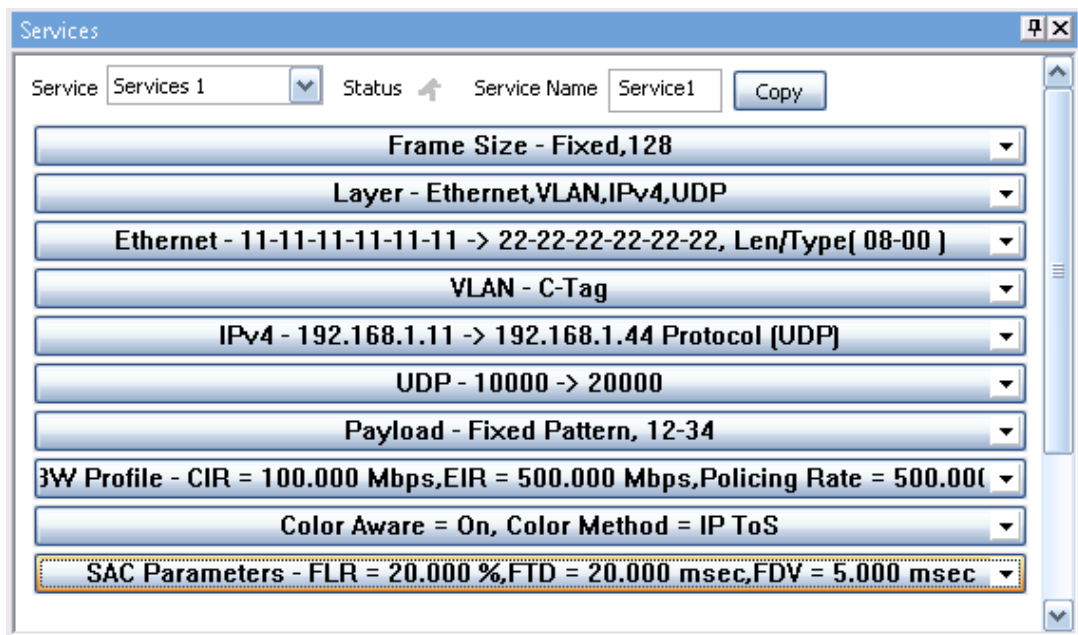 Services
Service Services 1 Status Service Name Service1 Copy
Frame Size - Fixed,128
Layer - Ethernet,VLAN,IPv4,UDP
Ethernet - 11-11-11-11-11-11 -> 22-22-22-22-22-22, Len/Type( 08-00 )
VLAN - C-Tag
IPv4 - 192.168.1.11 -> 192.168.1.44 Protocol (UDP)
UDP - 10000 -> 20000
Payload - Fixed Pattern, 12-34
Profile - CIR = 100.000 Mbps,EIR = 500.000 Mbps,Policing Rate =
Color Aware = On, Color Method = IP ToS
SAC Parameters - FLR = 20.000 %,FTD = 20.000 msec,FDV = 5.000 msec